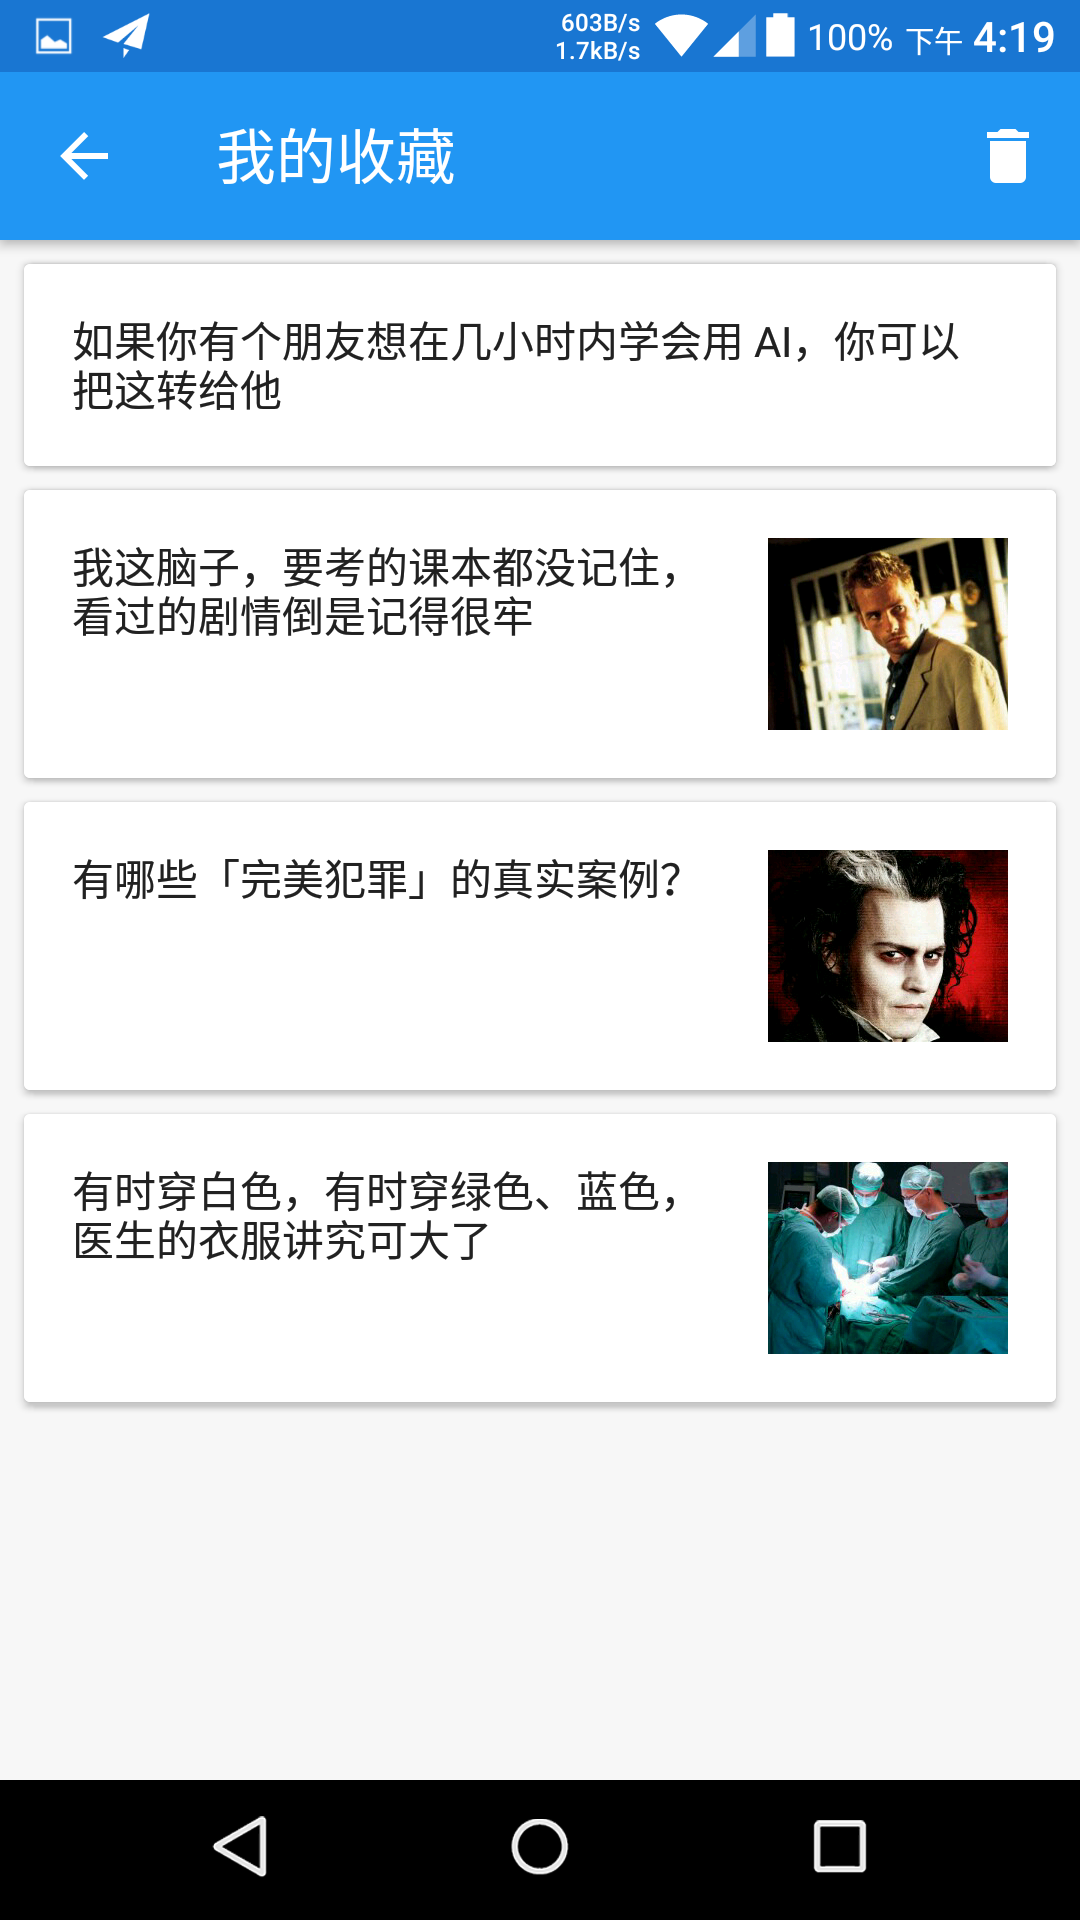 603B/s
1.7kB/s
100% 下午 4:19
我的收藏
如果你有个朋友想在几小时内学会用 AI，你可以
把这转给他
我这脑子，要考的课本都没记住，
看过的剧情倒是记得很牢
有哪些「完美犯罪」的真实案例？
有时穿白色，有时穿绿色、蓝色，
医生的衣服讲究可大了